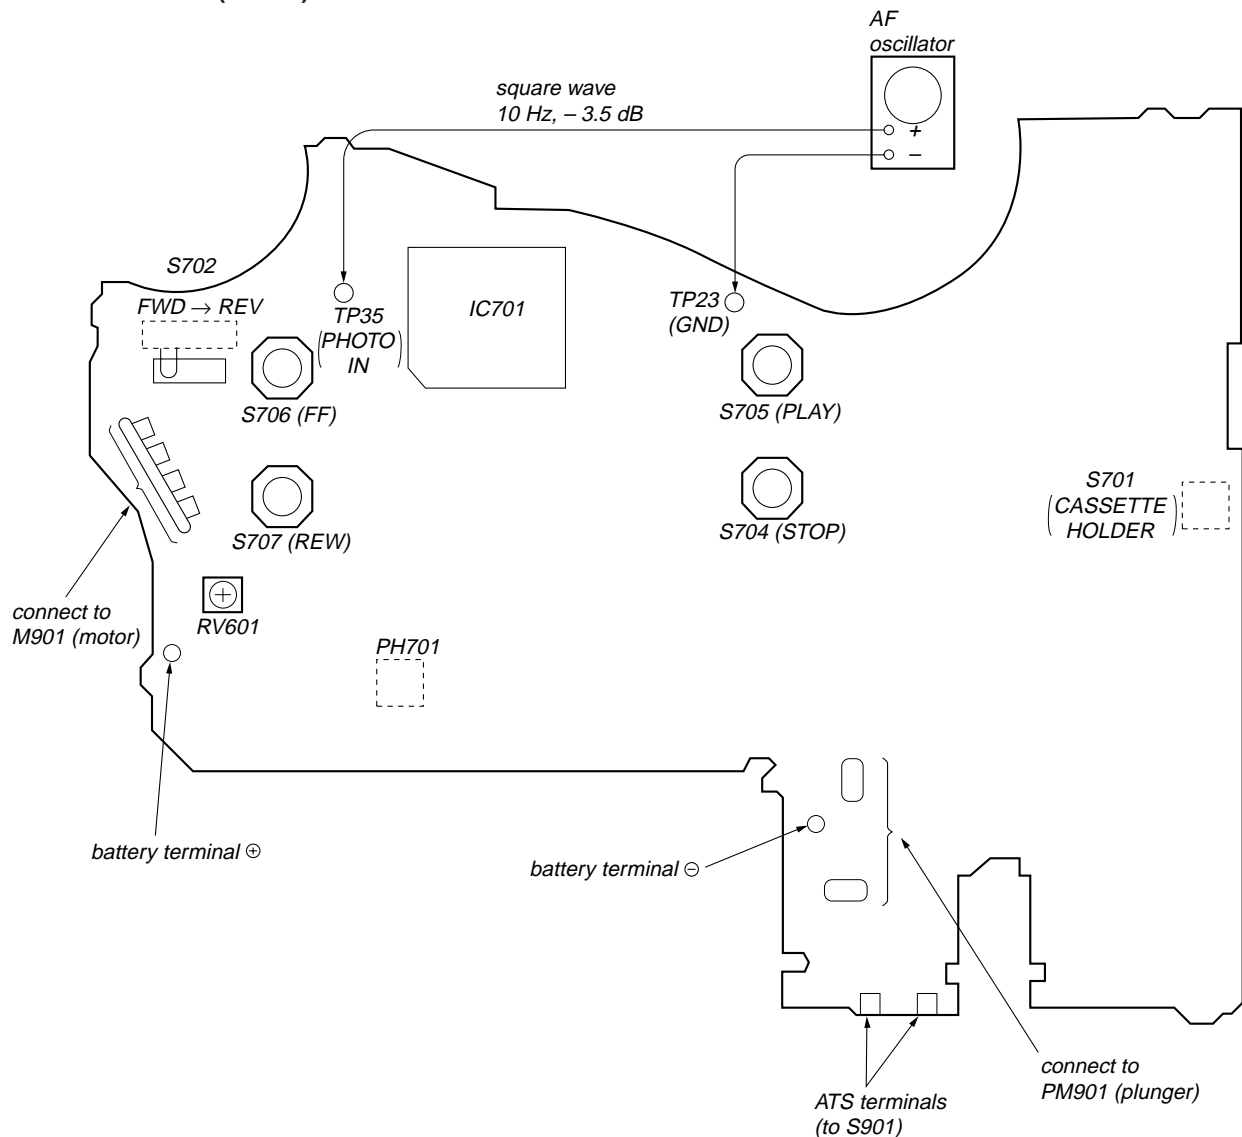 AF
oscillator
square wave
10 Hz, – 3.5 dB
+
–
S702
FWD → REV
TP35
(PHOTO
IN)
IC701
TP23
(GND)
S706 (FF)
S705 (PLAY)
S707 (REW)
S704 (STOP)
S701
(CASSETTE
HOLDER)
connect to
M901 (motor)
RV601
PH701
battery terminal ⊕
battery terminal ⊖
connect to
PM901 (plunger)
ATS terminals
(to S901)